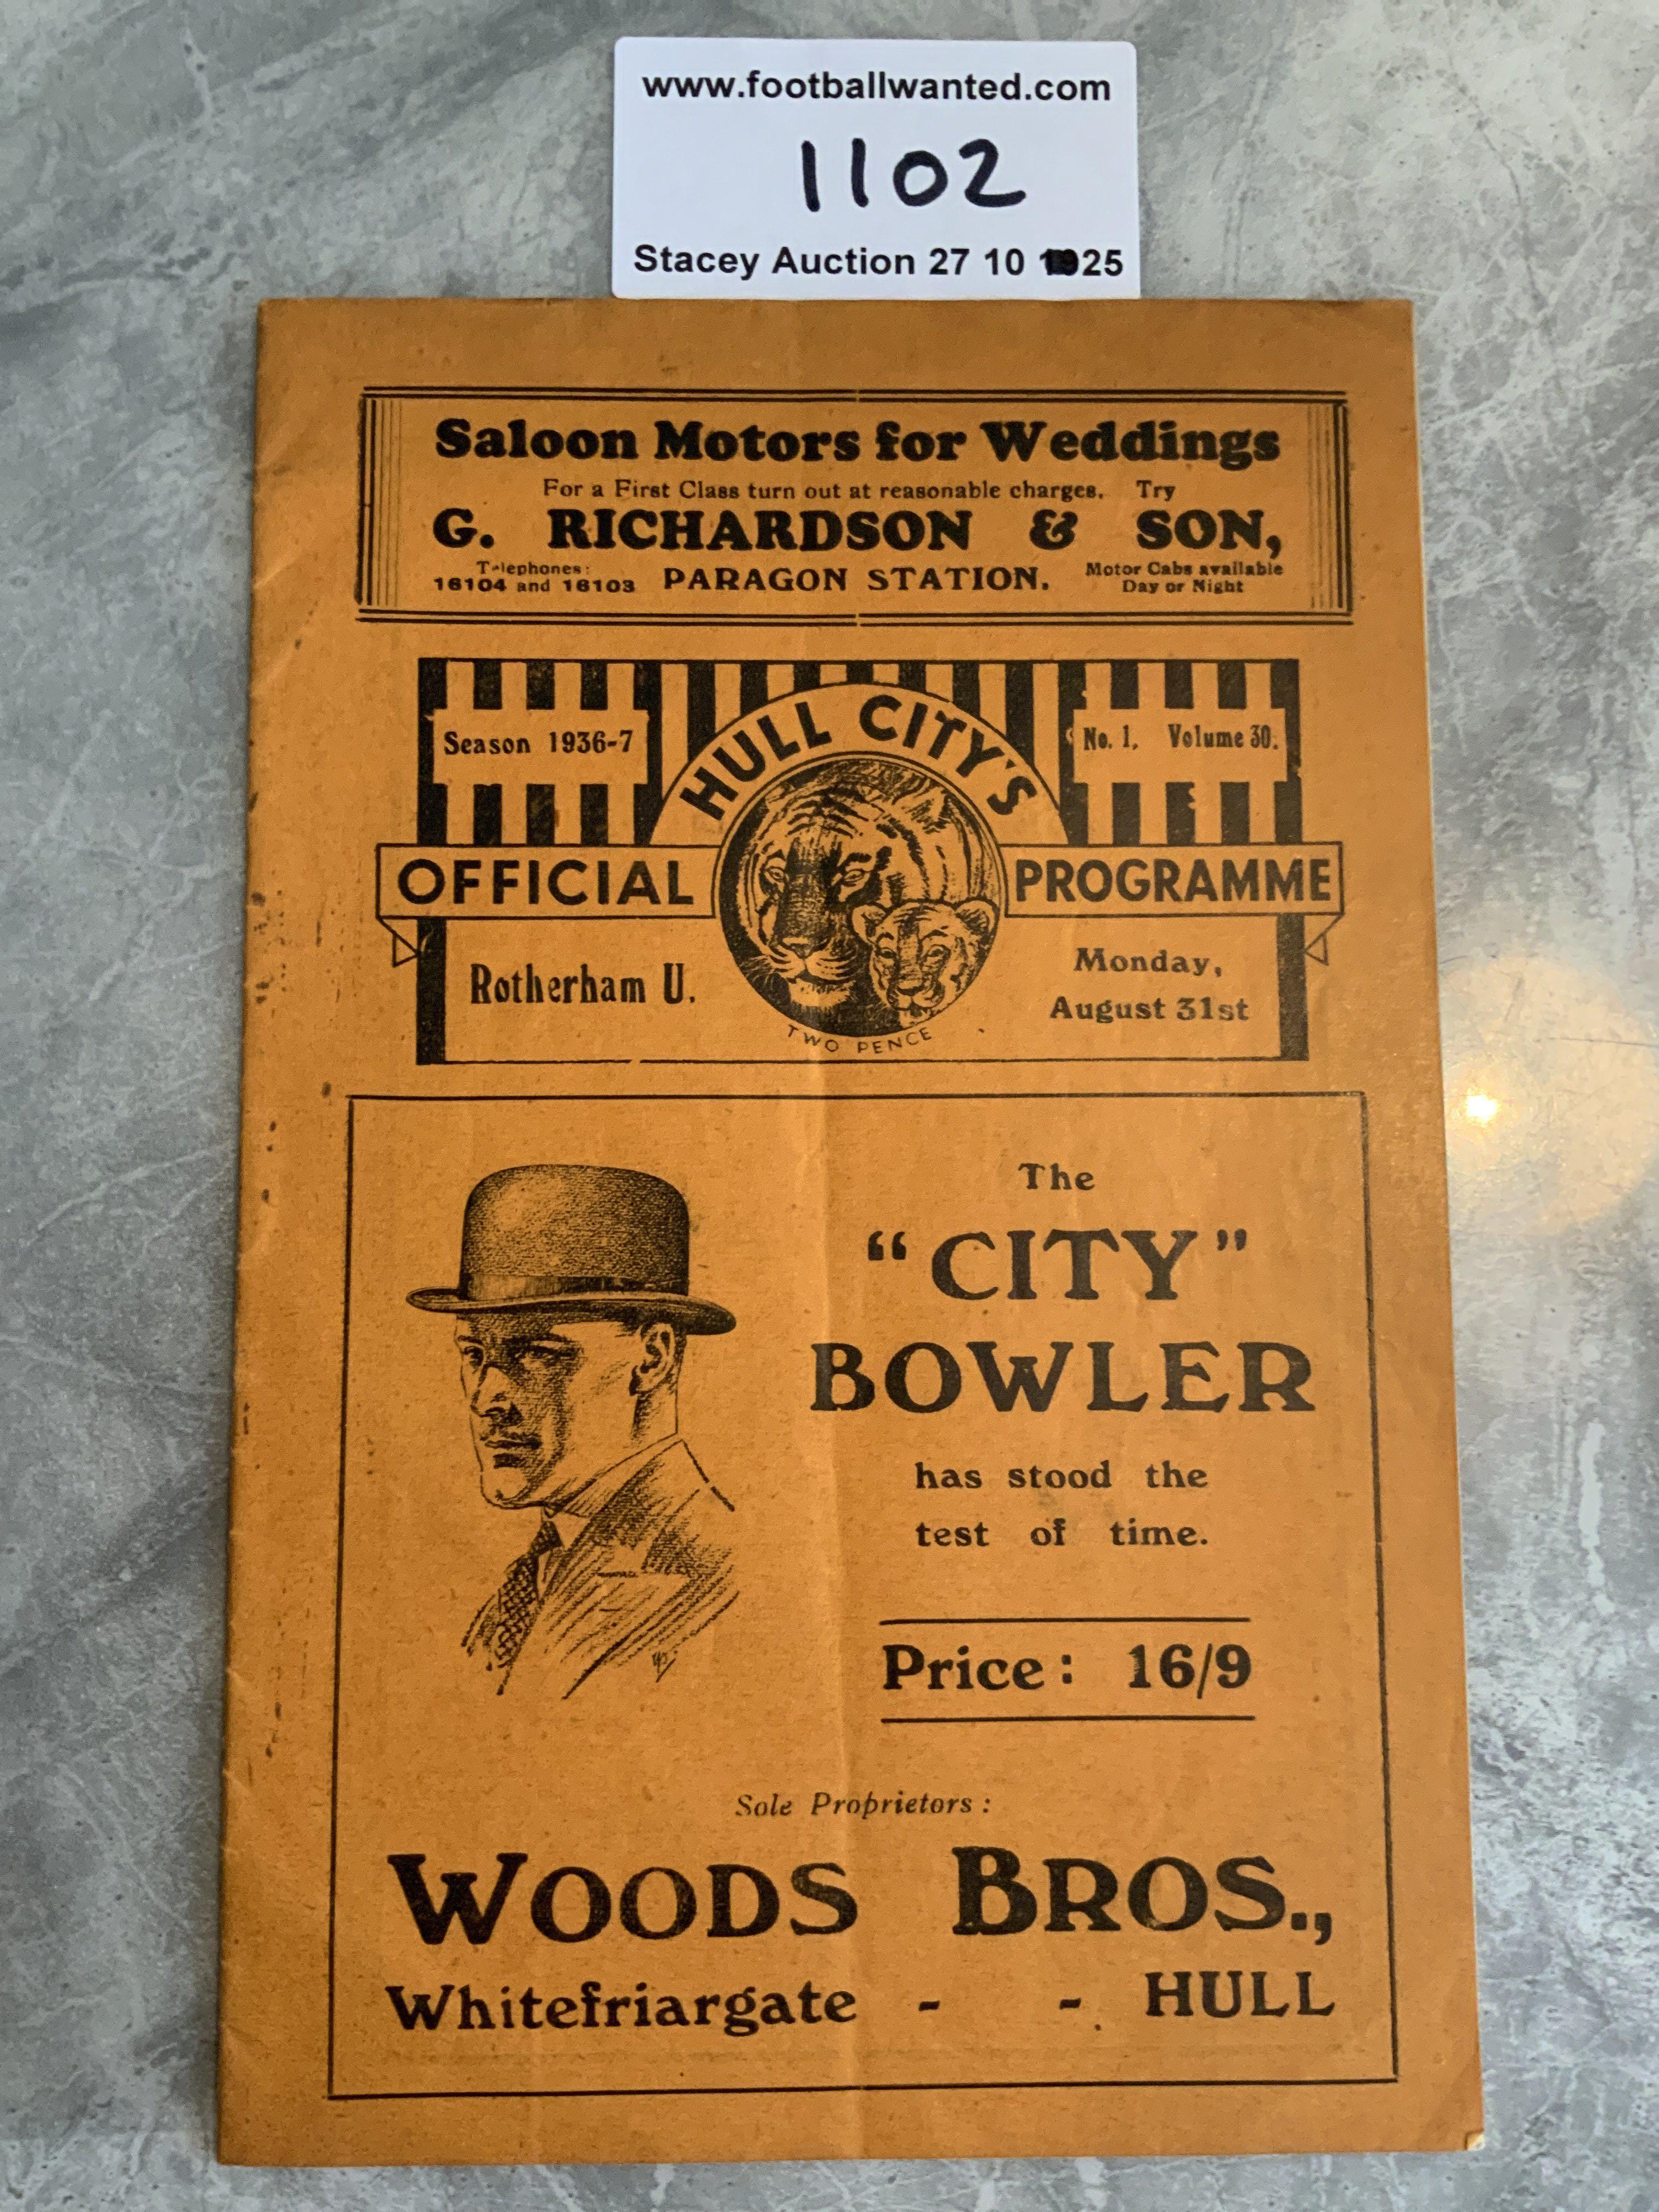 www.footballwanted.com
1102
Stacey Auction 27 10 25
Saloon Motors for Weddings
For a First Class turn out at reasonable charges. Try
G. RICHARDSON & SON,
Telephones:
16104 and 16103
PARAGON STATION.
Motor Cabs available
Day or Night
Season 1936-7
HULL CITY'S
No. 1. Volume 30.
OFFICIAL PROGRAMME
Rotherham U.
Monday,
August 31st
TWO PENCE
The
"CITY"
BOWLER
has stood the
test of time.
Price: 16/9
Sole Proprietors:
WOODS BROS.,
Whitefriargate - - HULL